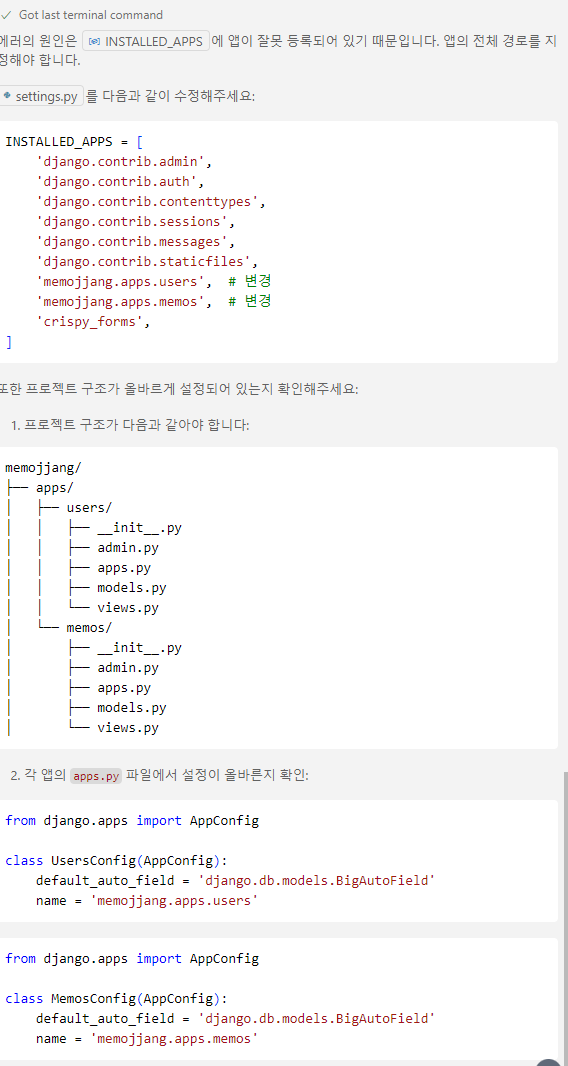 Got last terminal command
에러의 원인은 INSTALLED_APPS 에 앱이 잘못 등록되어 있기 때문입니다. 앱의 전체 경로를 지
정해야 합니다.
settings.py 를 다음과 같이 수정해주세요:
INSTALLED_APPS = [
    'django.contrib.admin',
    'django.contrib.auth',
    'django.contrib.contenttypes',
    'django.contrib.sessions',
    'django.contrib.messages',
    'django.contrib.staticfiles',
    'memojjang.apps.users',  # 변경
    'memojjang.apps.memos',  # 변경
    'crispy_forms',
]
또한 프로젝트 구조가 올바르게 설정되어 있는지 확인해주세요:
1. 프로젝트 구조가 다음과 같아야 합니다:
memojjang/
├── apps/
│   ├── users/
│   │   ├── __init__.py
│   │   ├── admin.py
│   │   ├── apps.py
│   │   ├── models.py
│   │   └── views.py
│   └── memos/
│       ├── __init__.py
│       ├── admin.py
│       ├── apps.py
│       ├── models.py
│       └── views.py
2. 각 앱의 apps.py 파일에서 설정이 올바른지 확인:
from django.apps import AppConfig
class UsersConfig(AppConfig):
    default_auto_field = 'django.db.models.BigAutoField'
    name = 'memojjang.apps.users'
from django.apps import AppConfig
class MemosConfig(AppConfig):
    default_auto_field = 'django.db.models.BigAutoField'
    name = 'memojjang.apps.memos'